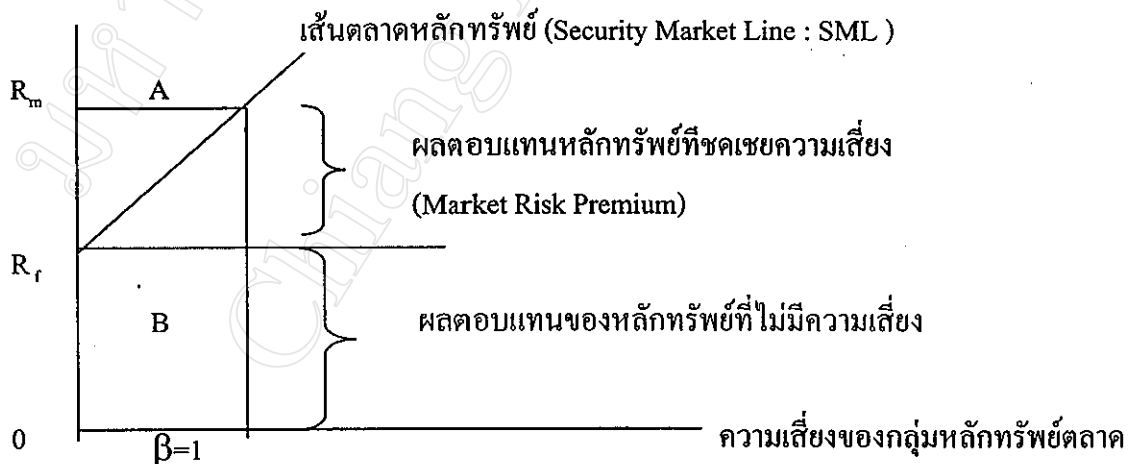 เส้นตลาดหลักทรัพย์ (Security Market Line : SML )
R_m A
ผลตอบแทนหลักทรัพย์ที่ชดเชยความเสี่ยง
(Market Risk Premium)
R_f
B ผลตอบแทนของหลักทรัพย์ที่ไม่มีความเสี่ยง
0 β=1 ความเสี่ยงของกลุ่มหลักทรัพย์ตลาด
Chiang